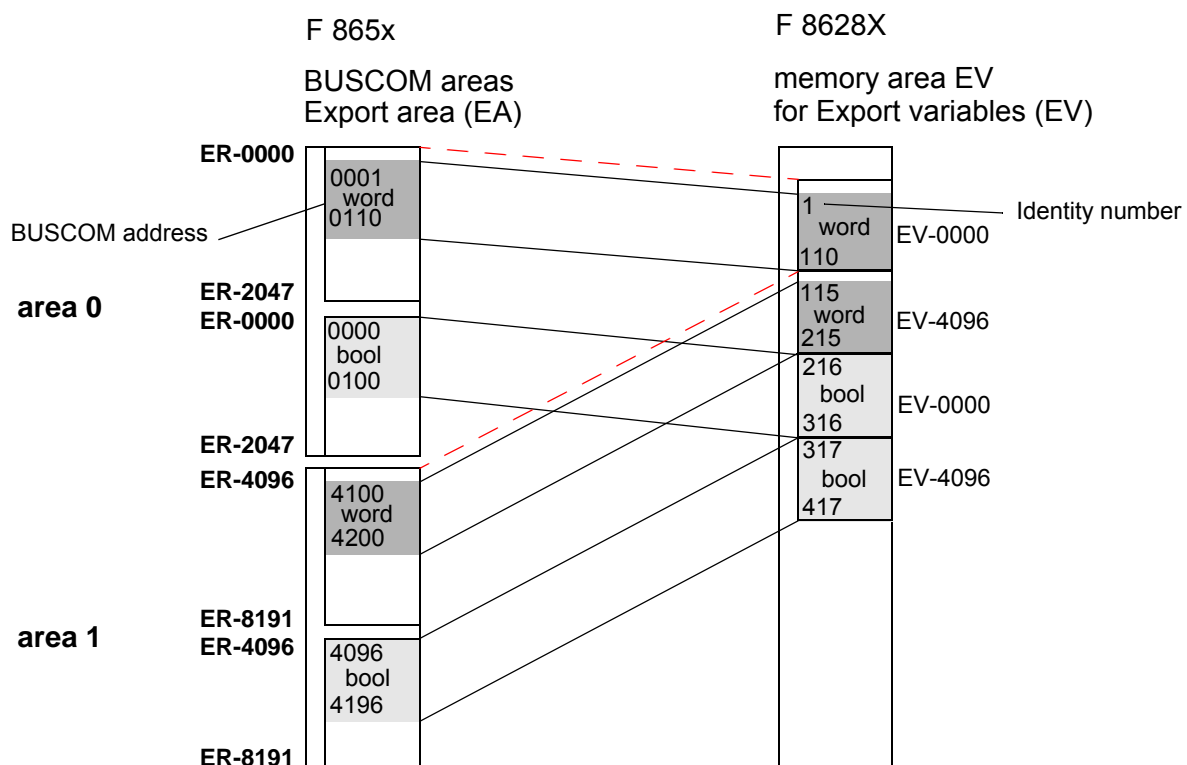 F 865x
BUSCOM areas
Export area (EA)
F 8628X
memory area EV
for Export variables (EV)
ER-0000
0001
word
0110
BUSCOM address
area 0
ER-2047
ER-0000
0000
bool
0100
ER-2047
ER-4096
4100
word
4200
area 1
ER-8191
ER-4096
4096
bool
4196
ER-8191
1
word
110
EV-0000
Identity number
115
word
215
EV-4096
216
bool
316
EV-0000
317
bool
417
EV-4096